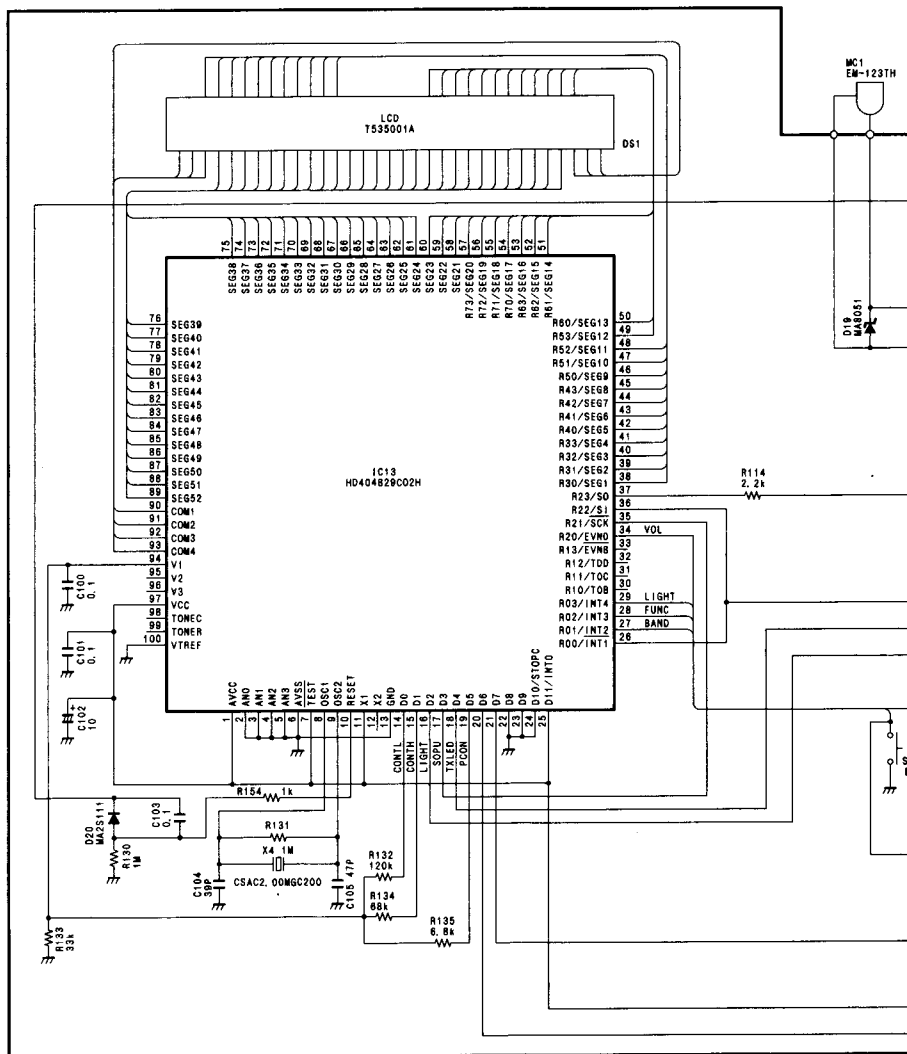 MC1
EM-123TH
LCD
T535001A
DS1
75 74 73 72 71 70 69 68 67 66 65 64 63 62 61 60 59 58 57 56 55 54 53 52 51
SEG38
SEG37
SEG36
SEG35
SEG34
SEG33
SEG32
SEG31
SEG30
SEG29
SEG28
SEG27
SEG26
SEG25
SEG24
SEG23
SEG22
SEG21
R73/SEG20
R72/SEG19
R71/SEG18
R70/SEG17
R63/SEG16
R62/SEG15
R61/SEG14
76 SEG39
77 SEG40
78 SEG41
79 SEG42
80 SEG43
81 SEG44
82 SEG45
83 SEG46
84 SEG47
85 SEG48
86 SEG49
87 SEG50
88 SEG51
89 SEG52
90 COM1
91 COM2
92 COM3
93 COM4
94 V1
95 V2
96 V3
97 VCC
98 TONEC
99 TONER
100 VTREF
IC13
HD404829C02H
R60/SEG13 50
R53/SEG12 49
R52/SEG11 48
R51/SEG10 47
R50/SEG9 46
R43/SEG8 45
R42/SEG7 44
R41/SEG6 43
R40/SEG5 42
R33/SEG4 41
R32/SEG3 40
R31/SEG2 39
R30/SEG1 38
R23/SO 37
R22/SI 36
R21/SCK 35
R20/EVND 34 VOL
R13/EVNB 33
R12/TOD 32
R11/TOC 31
R10/TOB 30
R03/INT4 29 LIGHT
R02/INT3 28 FUNC
R01/INT2 27 BAND
R00/INT1 26
D19
MA8051
R114
2.2k
C100
0.1
C101
0.1
C102
10
AVCC
AN0
AN1
AN2
AN3
AVSS
TEST
OSC1
OSC2
RESET
X1
X2
GND
D0
D1
D2
D3
D4
D5
D6
D7
D8
D9
D10/STOPC
D11/INT0
1 2 3 4 5 6 7 8 9 10 11 12 13 14 15 16 17 18 19 20 21 22 23 24 25
CONTL
CONTH
LIGHT
SOPU
TXLED
PCON
S
R154 1k
D20
MA2S111
C103
0.1
R130
1M
R131
X4 1M
CSAC2.00MGC200
C104
39P
C105 47P
R132
120k
R134
68k
R135
6.8k
R133
33k